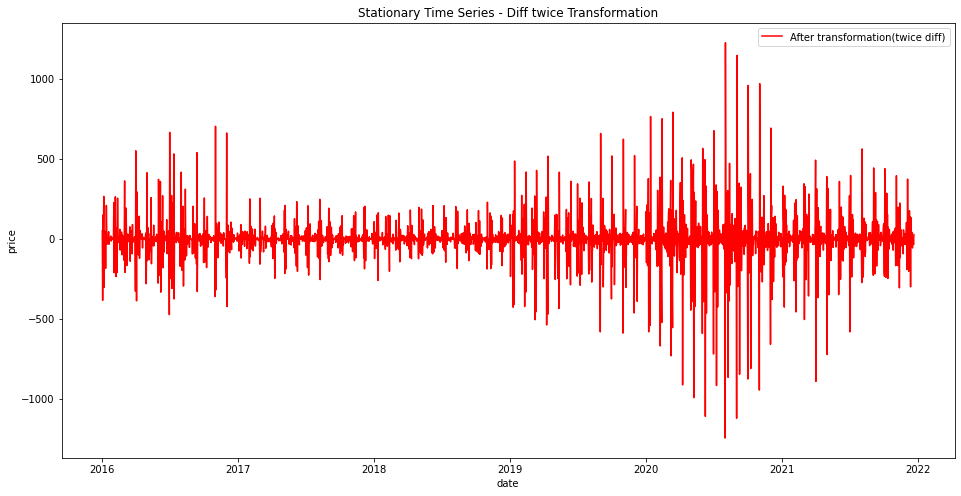 Stationary Time Series - Diff twice Transformation
After transformation(twice diff)
1000
500
0
−500
−1000
price
2016 2017 2018 2019 2020 2021 2022
date